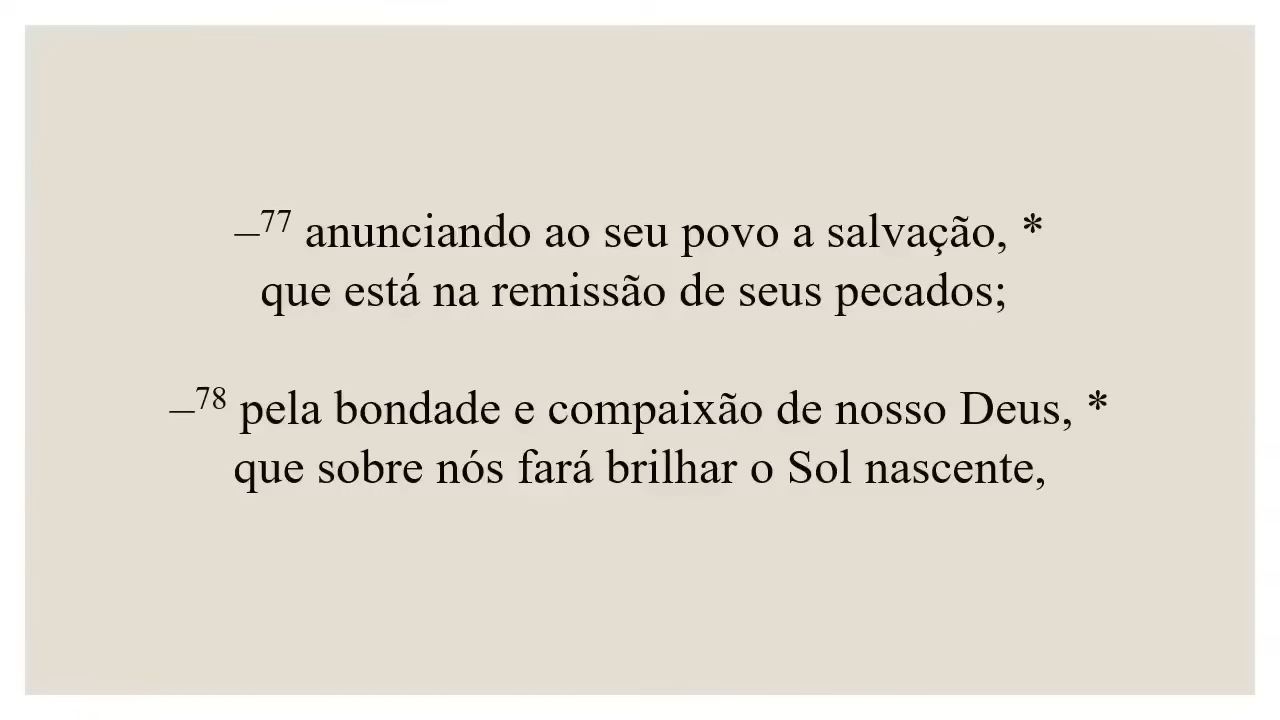 –77 anunciando ao seu povo a salvação, *
que está na remissão de seus pecados;
–78 pela bondade e compaixão de nosso Deus, *
que sobre nós fará brilhar o Sol nascente,